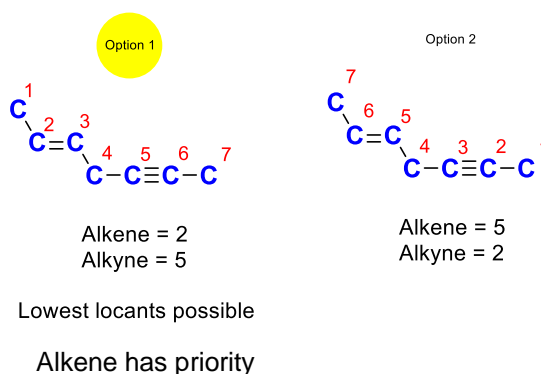 Option 1
Option 2
1
C
2
3
C=C
4
5
6
7
C-C≡C-C
7
C
6
5
C=C
4
3
2
C-C≡C-C
Alkene = 2
Alkyne = 5
Alkene = 5
Alkyne = 2
Lowest locants possible
Alkene has priority